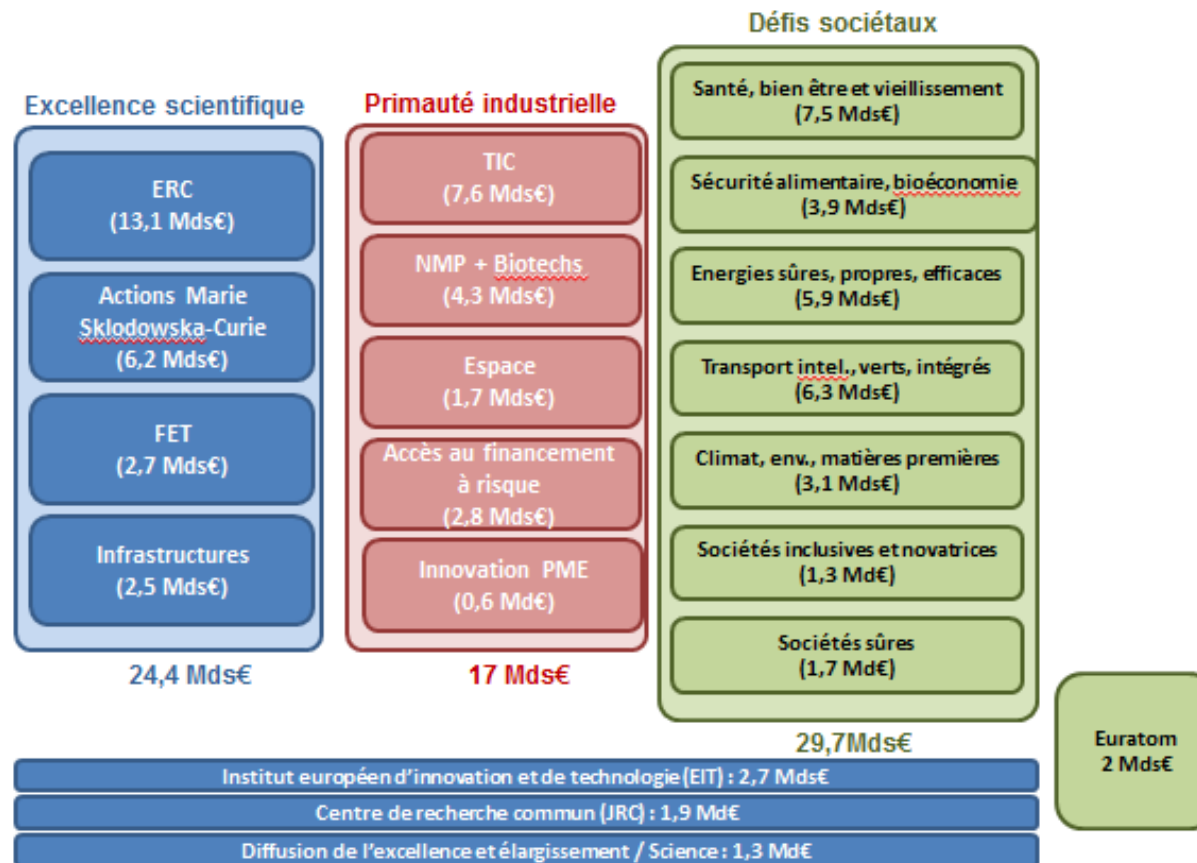 Excellence scientifique
ERC
(13,1 Mds€)
Actions Marie
Sklodowska-Curie
(6,2 Mds€)
FET
(2,7 Mds€)
Infrastructures
(2,5 Mds€)
24,4 Mds€
Primauté industrielle
TIC
(7,6 Mds€)
NMP + Biotechs
(4,3 Mds€)
Espace
(1,7 Mds€)
Accès au financement
à risque
(2,8 Mds€)
Innovation PME
(0,6 Md€)
17 Mds€
Défis sociétaux
Santé, bien être et vieillissement
(7,5 Mds€)
Sécurité alimentaire, bioéconomie
(3,9 Mds€)
Energies sûres, propres, efficaces
(5,9 Mds€)
Transport intel., verts, intégrés
(6,3 Mds€)
Climat, env., matières premières
(3,1 Mds€)
Sociétés inclusives et novatrices
(1,3 Md€)
Sociétés sûres
(1,7 Md€)
29,7Mds€
Euratom
2 Mds€
Institut européen d'innovation et de technologie (EIT) : 2,7 Mds€
Centre de recherche commun (JRC) : 1,9 Md€
Diffusion de l'excellence et élargissement / Science : 1,3 Md€